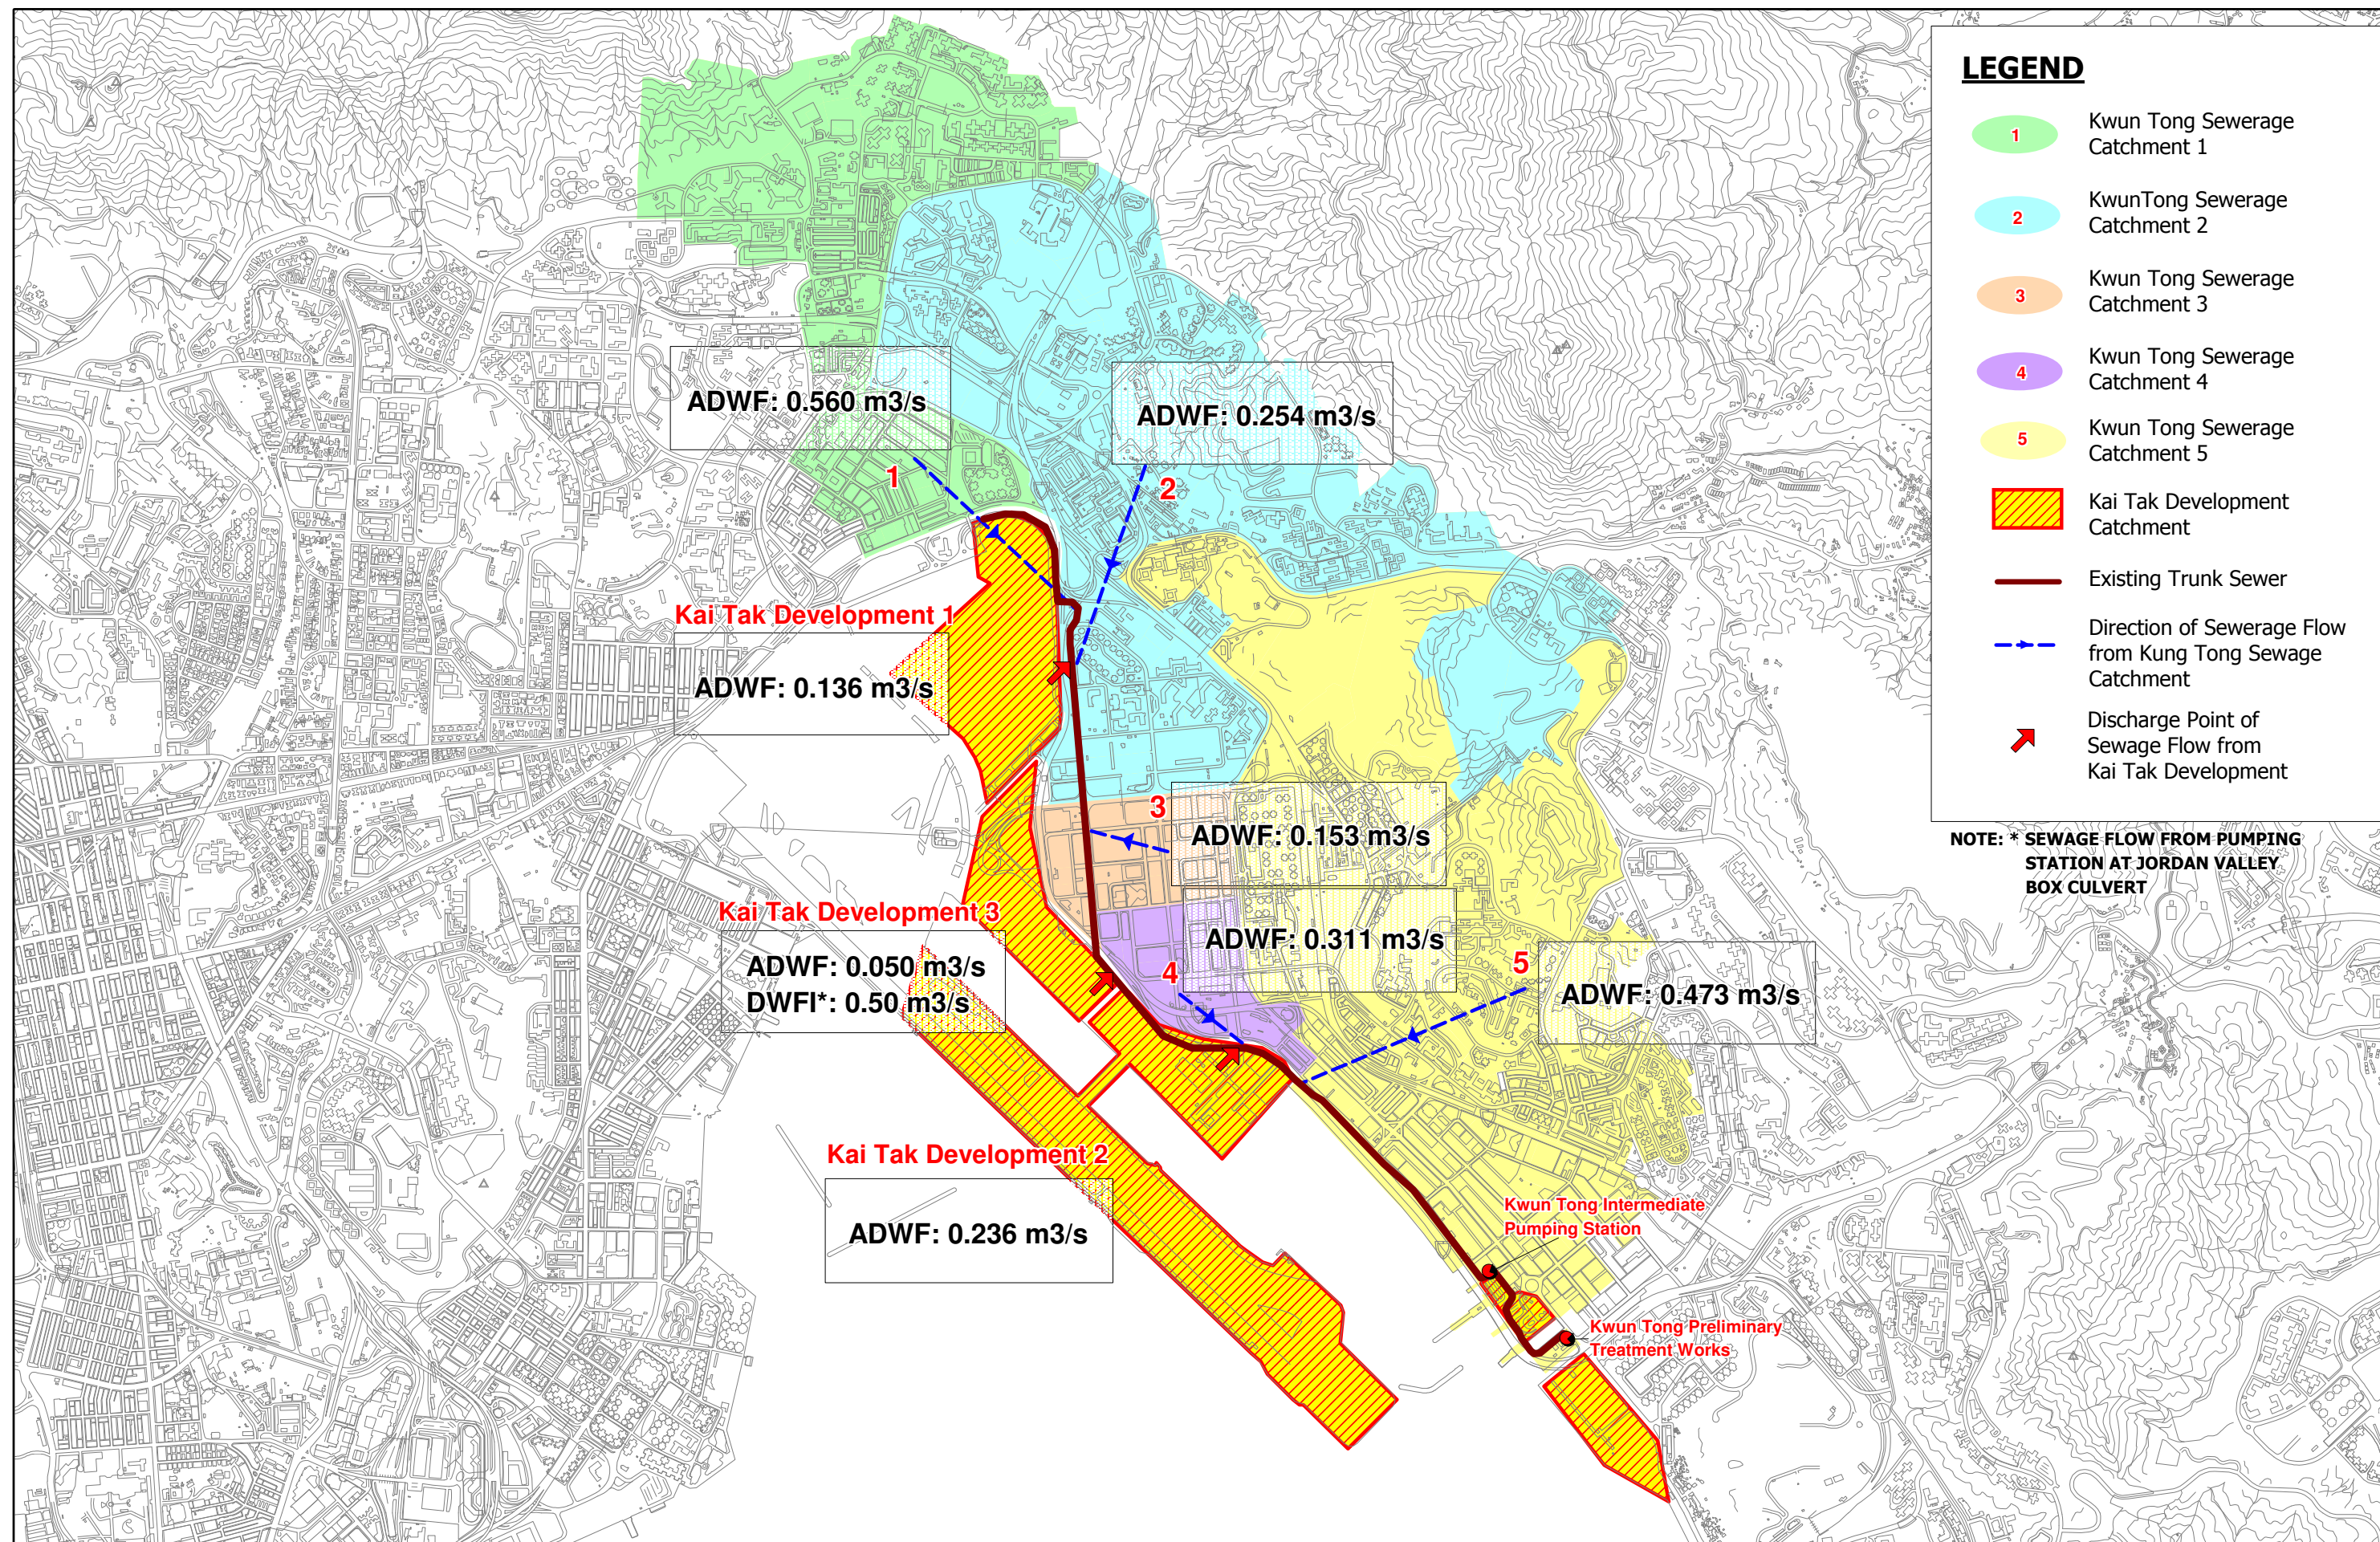 LEGEND
1
Kwun Tong Sewerage
Catchment 1
2
KwunTong Sewerage
Catchment 2
3
Kwun Tong Sewerage
Catchment 3
4
Kwun Tong Sewerage
Catchment 4
5
Kwun Tong Sewerage
Catchment 5
Kai Tak Development
Catchment
Existing Trunk Sewer
Direction of Sewerage Flow
from Kung Tong Sewage
Catchment
Discharge Point of
Sewage Flow from
Kai Tak Development
NOTE: * SEWAGE FLOW FROM PUMPING
STATION AT JORDAN VALLEY
BOX CULVERT
ADWF: 0.560 m3/s
1
ADWF: 0.254 m3/s
2
Kai Tak Development 1
ADWF: 0.136 m3/s
3
ADWF: 0.153 m3/s
Kai Tak Development 3
ADWF: 0.050 m3/s
DWFI*: 0.50 m3/s
4
ADWF: 0.311 m3/s
5
ADWF: 0.473 m3/s
Kai Tak Development 2
ADWF: 0.236 m3/s
Kwun Tong Intermediate
Pumping Station
Kwun Tong Preliminary
Treatment Works